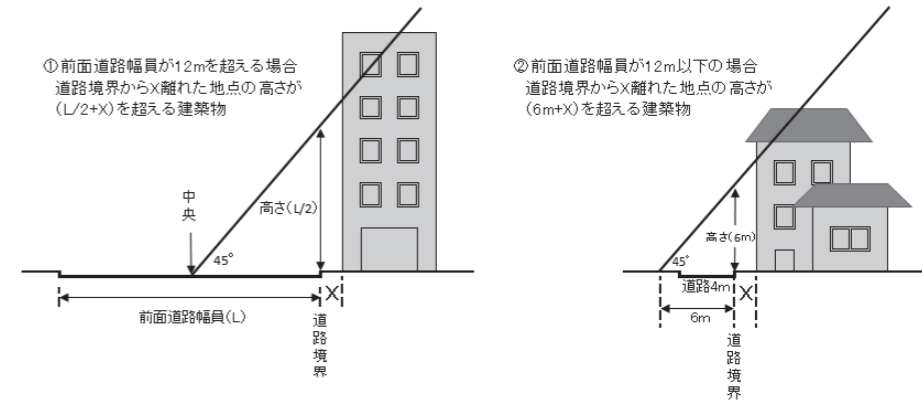 ①前面道路幅員が12mを超える場合
道路境界からX離れた地点の高さが
(L/2+X)を超える建築物
中央
高さ(L/2)
45°
X
前面道路幅員(L)
道路境界
②前面道路幅員が12m以下の場合
道路境界からX離れた地点の高さが
(6m+X)を超える建築物
高さ(6m)
45°
道路4m
X
6m
道路境界